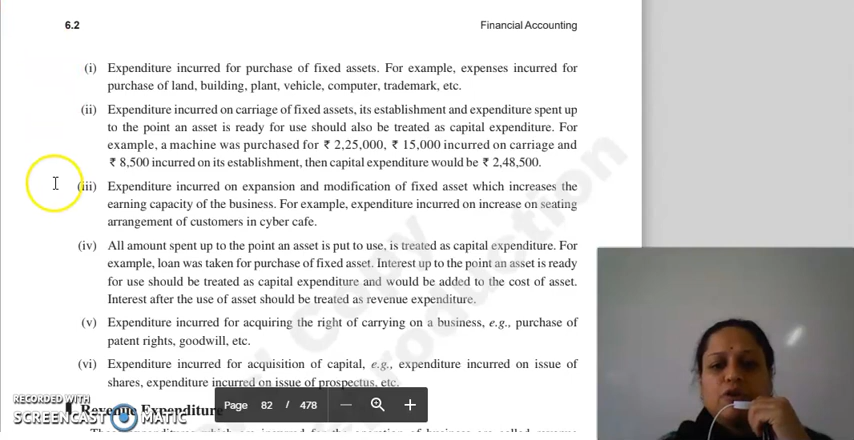 6.2
Financial Accounting
(i) Expenditure incurred for purchase of fixed assets. For example, expenses incurred for
purchase of land, building, plant, vehicle, computer, trademark, etc.
(ii) Expenditure incurred on carriage of fixed assets, its establishment and expenditure spent up
to the point an asset is ready for use should also be treated as capital expenditure. For
example, a machine was purchased for ₹ 2,25,000, ₹ 15,000 incurred on carriage and
₹ 8,500 incurred on its establishment, then capital expenditure would be ₹ 2,48,500.
(iii) Expenditure incurred on expansion and modification of fixed asset which increases the
earning capacity of the business. For example, expenditure incurred on increase on seating
arrangement of customers in cyber cafe.
(iv) All amount spent up to the point an asset is put to use, is treated as capital expenditure. For
example, loan was taken for purchase of fixed asset. Interest up to the point an asset is ready
for use should be treated as capital expenditure and would be added to the cost of asset.
Interest after the use of asset should be treated as revenue expenditure.
(v) Expenditure incurred for acquiring the right of carrying on a business, e.g., purchase of
patent rights, goodwill, etc.
(vi) Expenditure incurred for acquisition of capital, e.g., expenditure incurred on issue of
shares, expenditure incurred on issue of prospectus, etc.
Revenue Expenditure
Page 82 / 478
RECORDED WITH
SCREENCAST MATIC